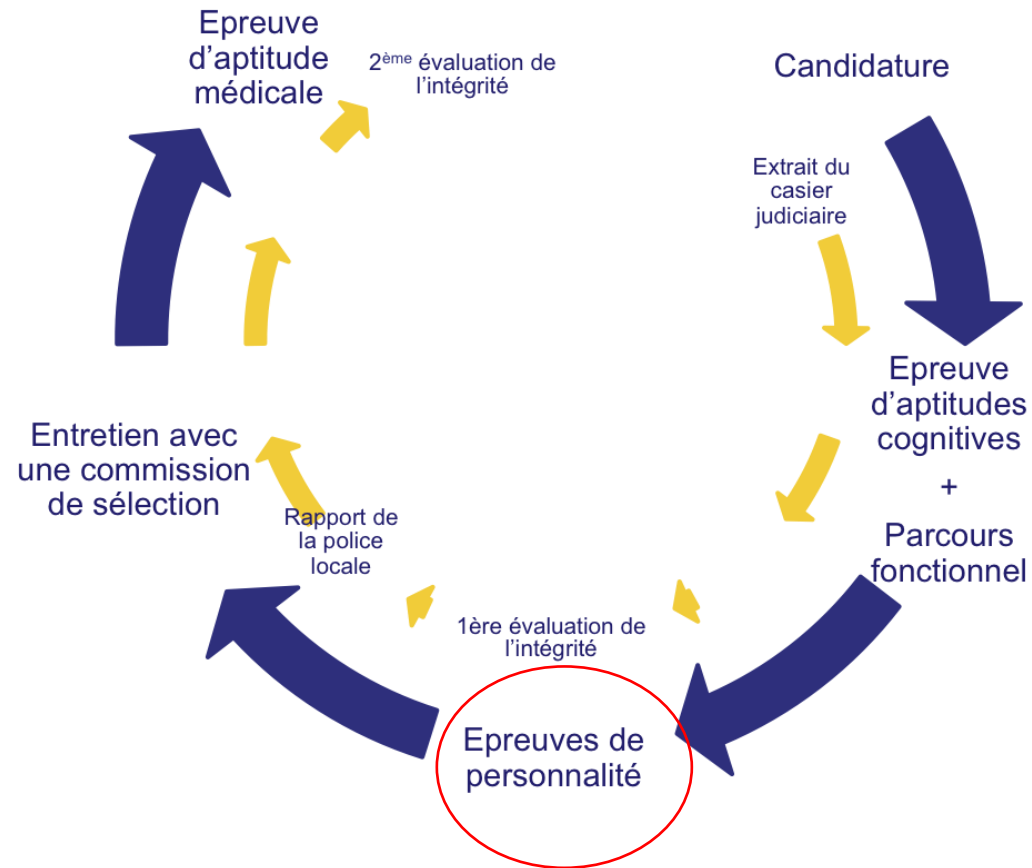 Candidature
Extrait du
casier
judiciaire
Epreuve
d’aptitudes
cognitives
+
Parcours
fonctionnel
1ère évaluation de
l’intégrité
Epreuves de
personnalité
Rapport de
la police
locale
Entretien avec
une commission
de sélection
Epreuve
d’aptitude
médicale
2ème évaluation de
l’intégrité